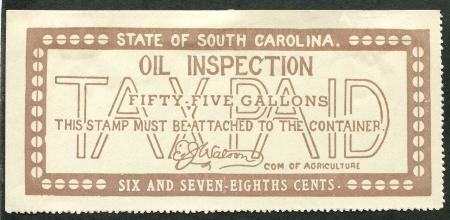 STATE OF SOUTH CAROLINA.
OIL INSPECTION
TAX PAID
FIFTY-FIVE GALLONS
THIS STAMP MUST BE ATTACHED TO THE CONTAINER.
COM OF AGRICULTURE
SIX AND SEVEN-EIGHTHS CENTS.